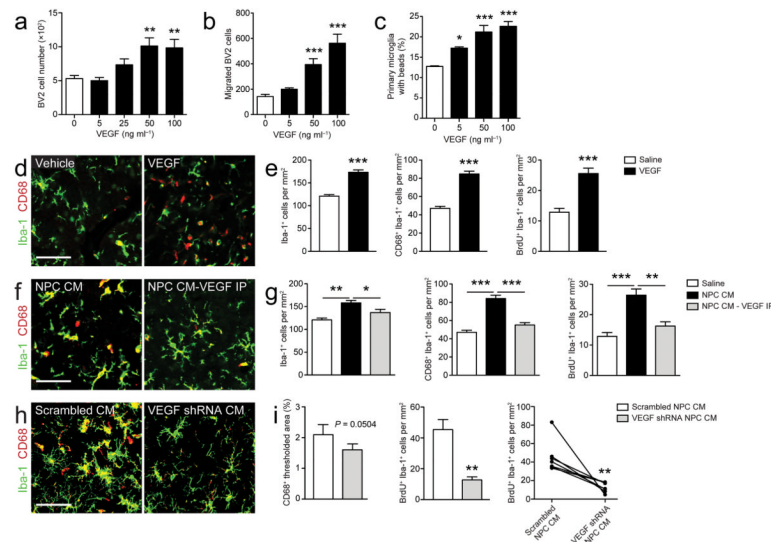 a
BV2 cell number (×10²)
15
10
5
0
**
**
0 5 25 50 100
VEGF (ng ml⁻¹)
b
Migrated BV2 cells
800
600
400
200
0
***
***
0 5 50 100
VEGF (ng ml⁻¹)
c
Primary microglia
with beads (%)
25
20
15
10
5
0
*
***
***
0 5 50 100
VEGF (ng ml⁻¹)
d
Iba-1 CD68
Vehicle
VEGF
e
Iba-1⁺ cells per mm²
200
150
100
50
0
***
CD68⁺ Iba-1⁺ cells per mm²
100
80
60
40
20
0
***
BrdU⁺ Iba-1⁺ cells per mm²
30
20
10
0
***
Saline
VEGF
f
Iba-1 CD68
NPC CM
NPC CM-VEGF IP
g
Iba-1⁺ cells per mm²
200
150
100
50
0
** *
CD68⁺ Iba-1⁺ cells per mm²
100
80
60
40
20
0
*** ***
BrdU⁺ Iba-1⁺ cells per mm²
30
20
10
0
*** **
Saline
NPC CM
NPC CM - VEGF IP
h
Iba-1 CD68
Scrambled CM
VEGF shRNA CM
i
CD68⁺ thresholded area (%)
3
2
1
0
P = 0.0504
BrdU⁺ Iba-1⁺ cells per mm²
60
40
20
0
**
Scrambled NPC CM
VEGF shRNA NPC CM
BrdU⁺ Iba-1⁺ cells per mm²
100
80
60
40
20
0
**
Scrambled
NPC CM
VEGF shRNA
NPC CM